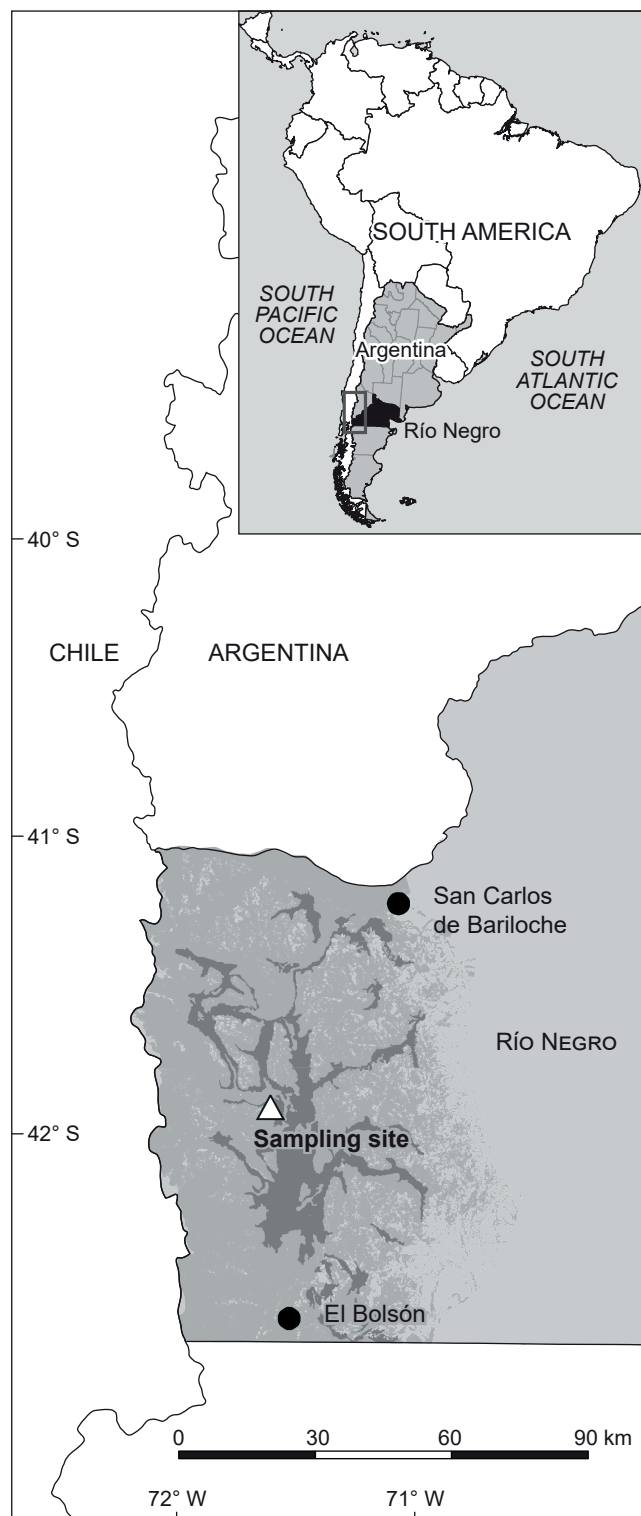 SOUTH AMERICA
SOUTH
PACIFIC
OCEAN
Argentina
SOUTH
ATLANTIC
OCEAN
Río Negro
40° S
CHILE
ARGENTINA
41° S
San Carlos
de Bariloche
Río Negro
42° S
Sampling site
El Bolsón
0 30 60 90 km
72° W 71° W